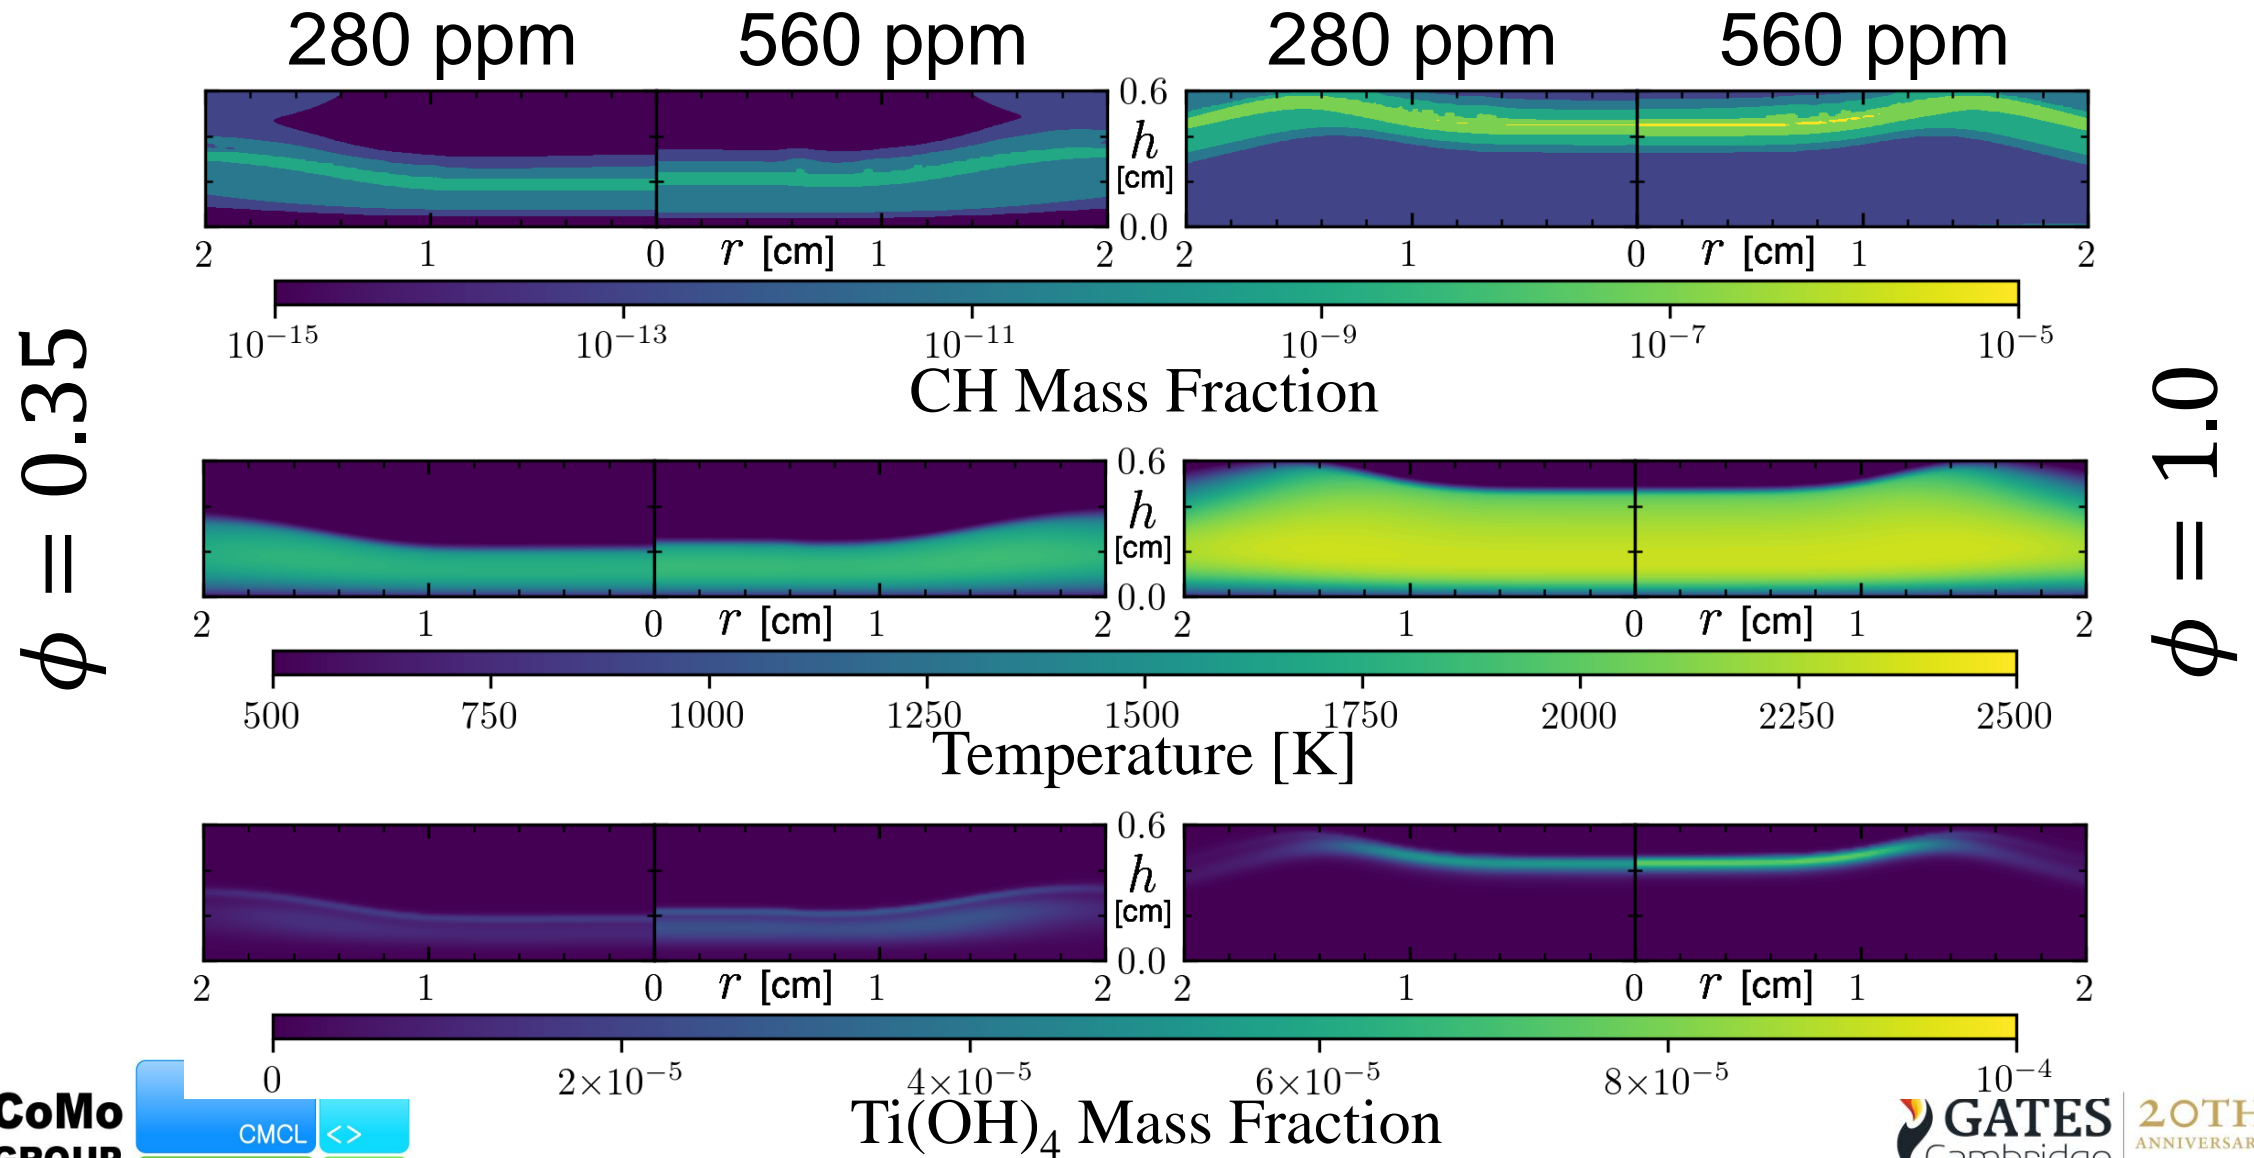 280 ppm 560 ppm 280 ppm 560 ppm
0.6
h
[cm]
0.0
2 1 0 r [cm] 1 2 2 1 0 r [cm] 1 2
10⁻¹⁵ 10⁻¹³ 10⁻¹¹ 10⁻⁹ 10⁻⁷ 10⁻⁵
CH Mass Fraction
ϕ = 0.35
ϕ = 1.0
0.6
h
[cm]
0.0
2 1 0 r [cm] 1 2 2 1 0 r [cm] 1 2
500 750 1000 1250 1500 1750 2000 2250 2500
Temperature [K]
0.6
h
[cm]
0.0
2 1 0 r [cm] 1 2 2 1 0 r [cm] 1 2
0 2×10⁻⁵ 4×10⁻⁵ 6×10⁻⁵ 8×10⁻⁵ 10⁻⁴
Ti(OH)₄ Mass Fraction
CoMo
GROUP
CMCL <>
GATES
Cambridge
20TH
ANNIVERSAR